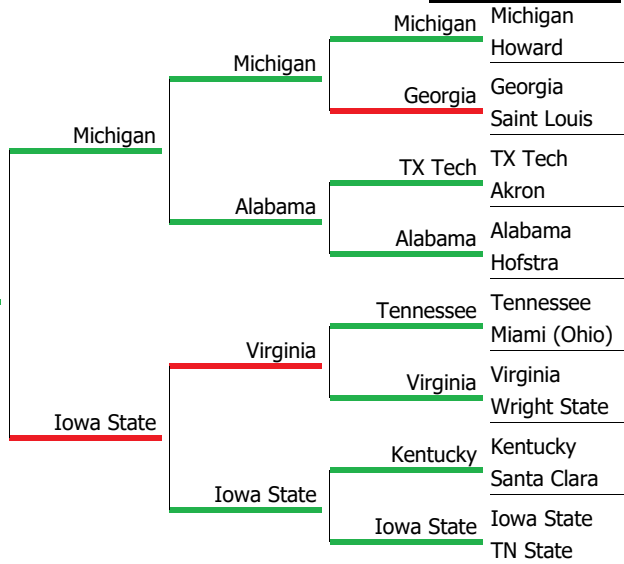 Michigan
Howard
Georgia
Saint Louis
TX Tech
Akron
Alabama
Hofstra
Tennessee
Miami (Ohio)
Virginia
Wright State
Kentucky
Santa Clara
Iowa State
TN State
Michigan
Georgia
TX Tech
Alabama
Tennessee
Virginia
Kentucky
Iowa State
Michigan
Alabama
Virginia
Iowa State
Michigan
Iowa State